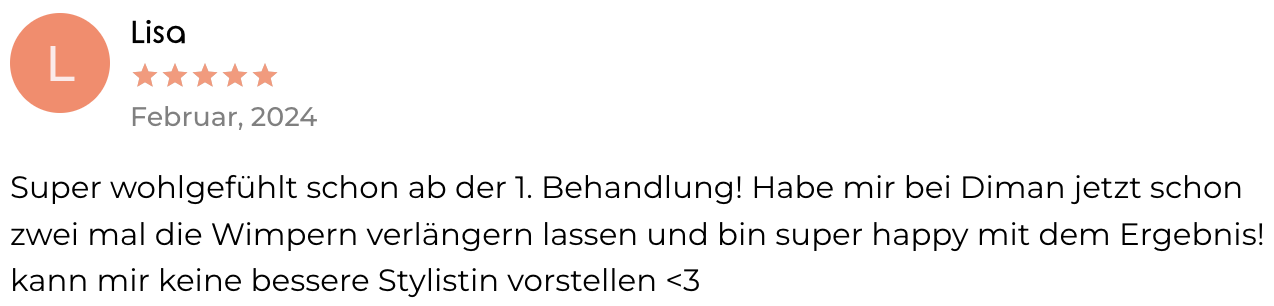 L
Lisa
Februar, 2024
Super wohlgefühlt schon ab der 1. Behandlung! Habe mir bei Diman jetzt schon
zwei mal die Wimpern verlängern lassen und bin super happy mit dem Ergebnis!
kann mir keine bessere Stylistin vorstellen <3